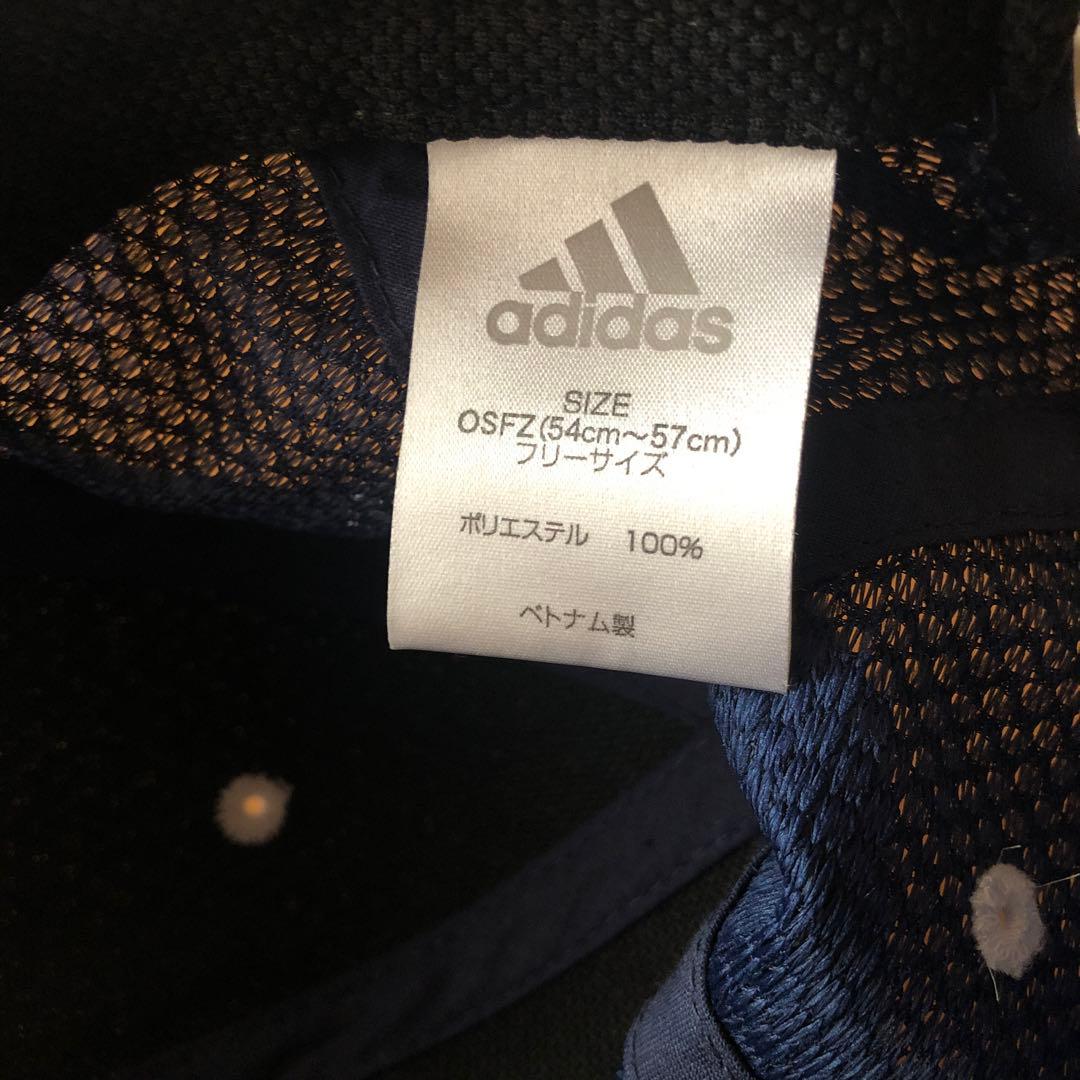 adidas
SIZE
OSFZ(54cm～57cm)
フリーサイズ
ポリエステル 100%
ベトナム製